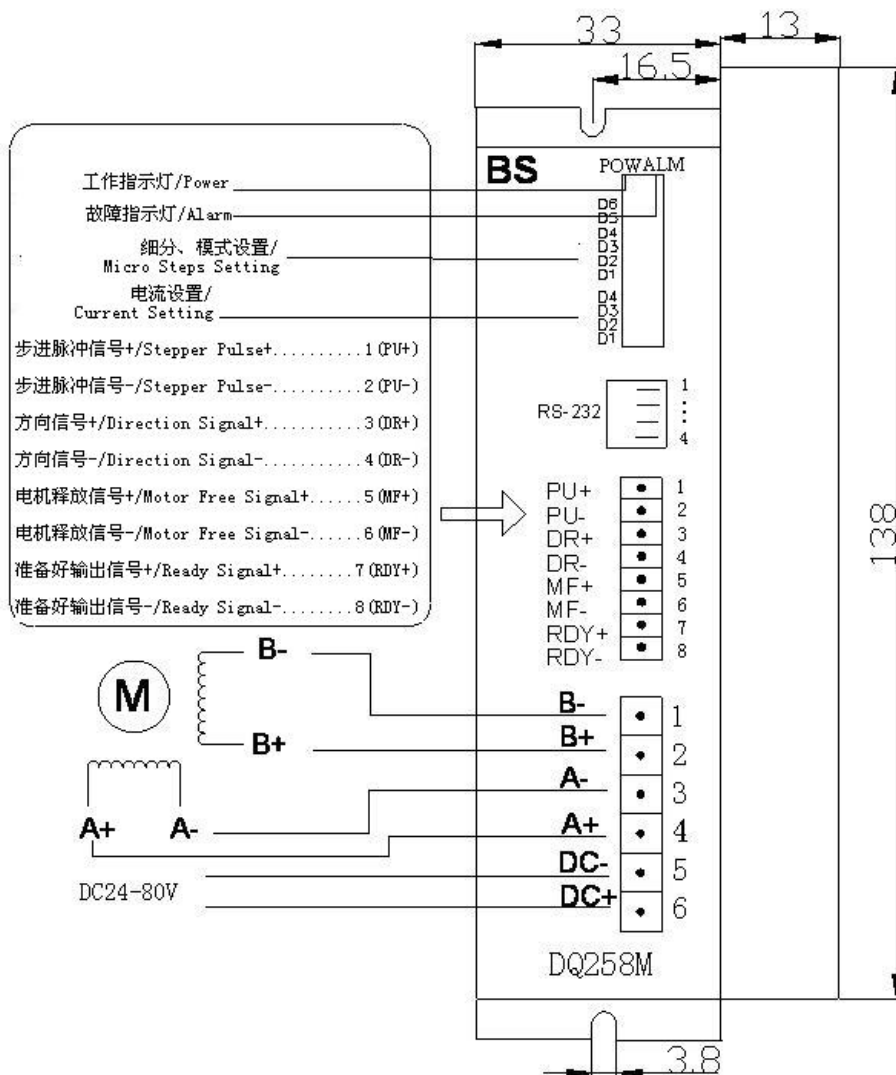 33
13
16.5
BS
POWALM
工作指示灯/Power
故障指示灯/Alarm
细分、模式设置/
Micro Steps Setting
电流设置/
Current Setting
步进脉冲信号+/Stepper Pulse+..........1(PU+)
步进脉冲信号-/Stepper Pulse-..........2(PU-)
方向信号+/Direction Signal+...........3(DR+)
方向信号-/Direction Signal-...........4(DR-)
电机释放信号+/Motor Free Signal+......5(MF+)
电机释放信号-/Motor Free Signal-......6(MF-)
准备好输出信号+/Ready Signal+........7(RDY+)
准备好输出信号-/Ready Signal-........8(RDY-)
D6
D5
D4
D3
D2
D1
D4
D3
D2
D1
RS-232
1
4
PU+ 1
PU- 2
DR+ 3
DR- 4
MF+ 5
MF- 6
RDY+ 7
RDY- 8
138
M
B-
B+
A+ A-
DC24-80V
B- 1
B+ 2
A- 3
A+ 4
DC- 5
DC+ 6
DQ258M
3.8